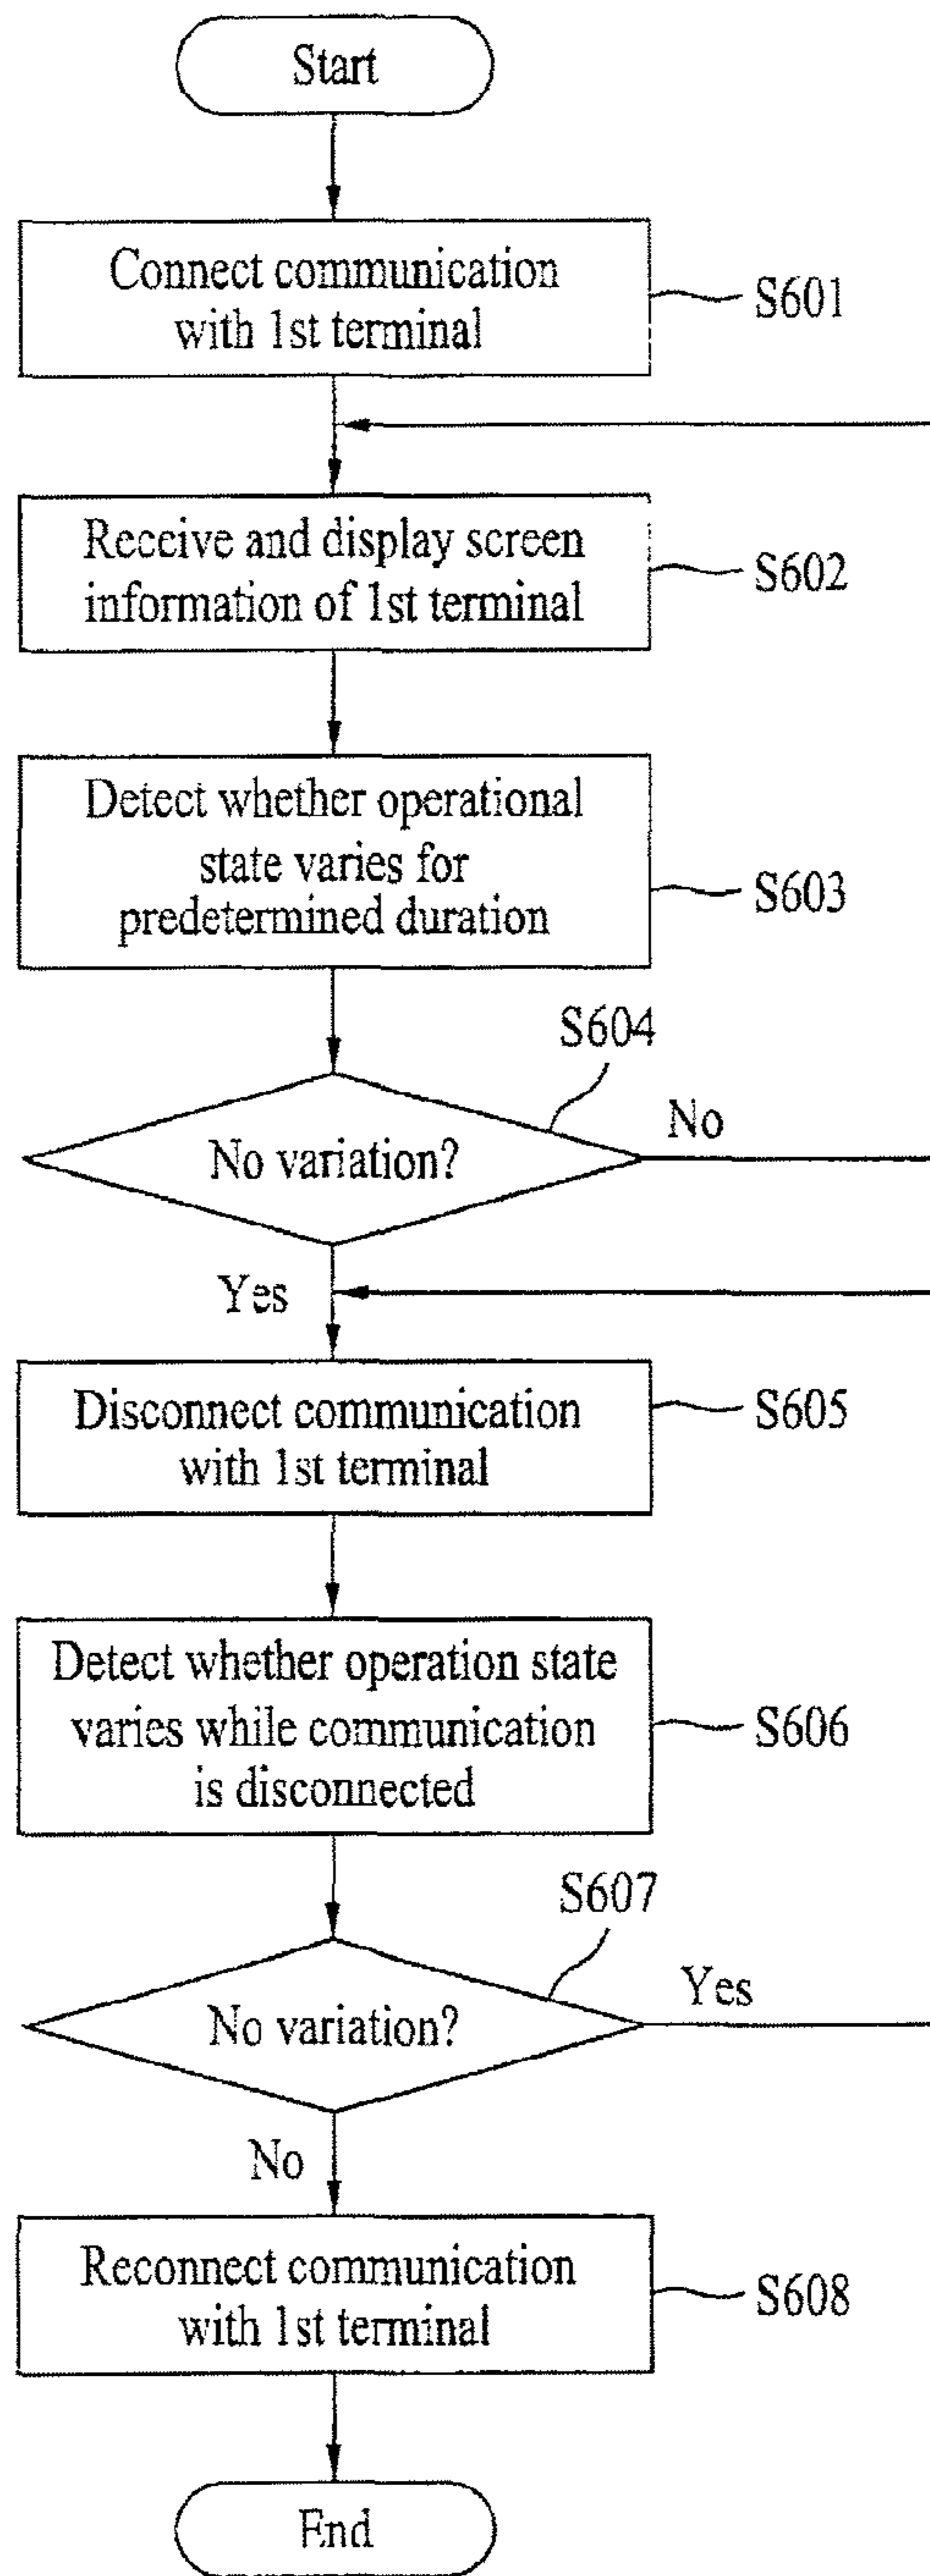 Start
Connect communication
with 1st terminal
S601
Receive and display screen
information of 1st terminal
S602
Detect whether operational
state varies for
predetermined duration
S603
S604
No variation?
No
Yes
Disconnect communication
with 1st terminal
S605
Detect whether operation state
varies while communication
is disconnected
S606
S607
No variation?
Yes
No
Reconnect communication
with 1st terminal
S608
End